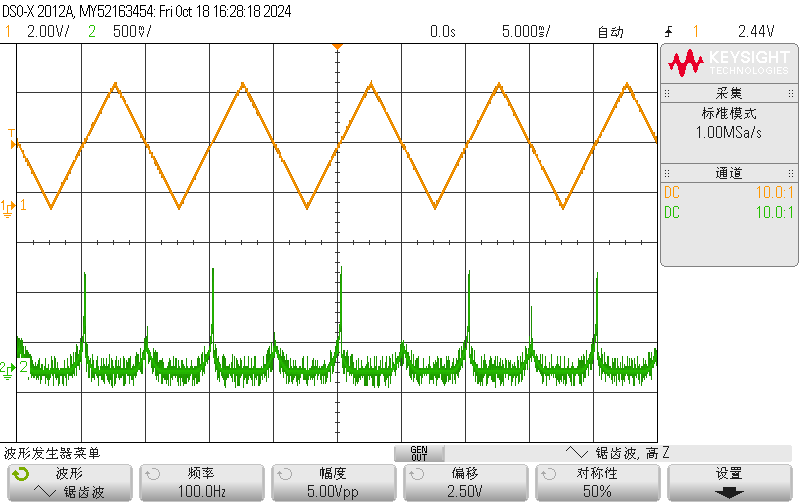 DSO-X 2012A, MY52163454: Fri Oct 18 16:28:18 2024
1 2.00V/ 2 500㎷/ 0.0s 5.000㎳/ 自动 1 2.44V
KEYSIGHT
TECHNOLOGIES
采集
标准模式
1.00MSa/s
通道
DC 10.0:1
DC 10.0:1
T
1 1
2 2
波形发生器菜单 GEN OUT 锯齿波, 高 Z
波形 频率 幅度 偏移 对称性 设置
锯齿波 100.0Hz 5.00Vpp 2.50V 50%